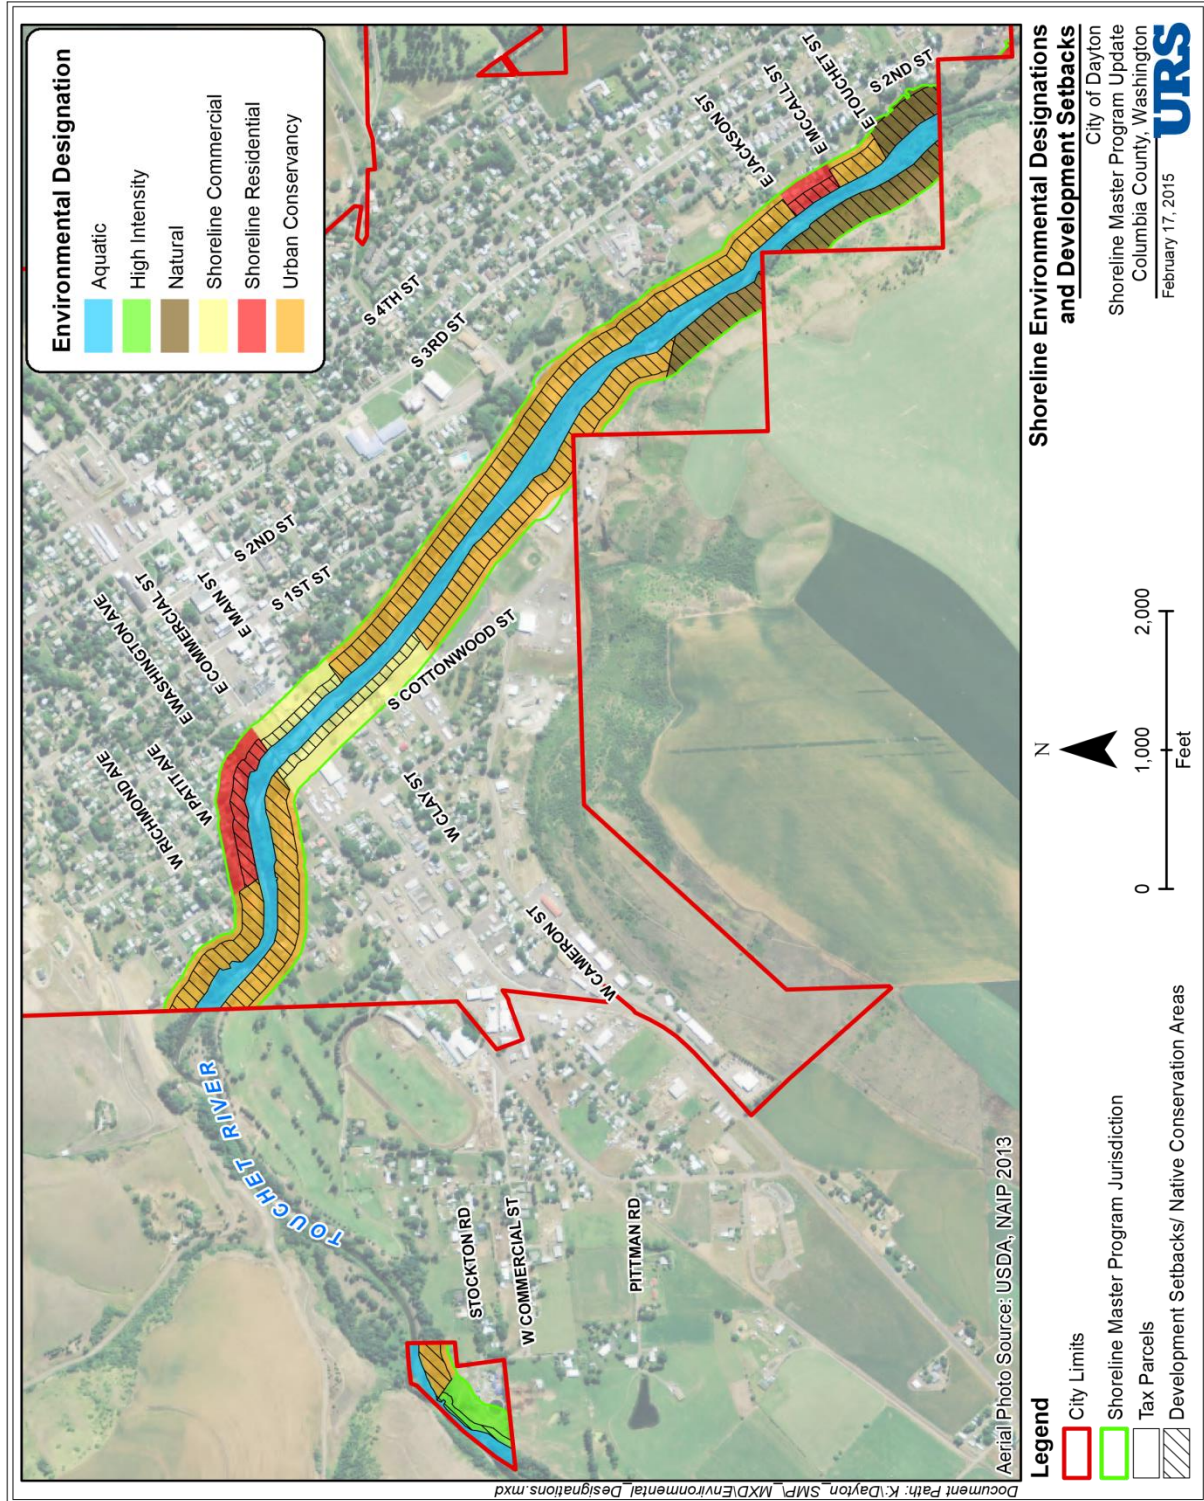 Environmental Designation
Aquatic
High Intensity
Natural
Shoreline Commercial
Shoreline Residential
Urban Conservancy
W RICHMOND AVE
W PATIT AVE
E WASHINGTON AVE
E COMMERCIAL ST
E MAIN ST
S 2ND ST
S 1ST ST
S 4TH ST
S 3RD ST
E JACKSON ST
E MCCALL ST
E TOUCHET ST
S 2ND ST
S COTTONWOOD ST
W CLAY ST
W CAMERON ST
TOUCHET RIVER
STOCKTON RD
W COMMERCIAL ST
PITTMAN RD
Aerial Photo Source: USDA, NAIP 2013
Document Path: K:\Dayton_SMP\_MXD\Environmental_Designations.mxd
Legend
City Limits
Shoreline Master Program Jurisdiction
Tax Parcels
Development Setbacks/ Native Conservation Areas
N
0 1,000 2,000
Feet
Shoreline Environmental Designations
and Development Setbacks
City of Dayton
Shoreline Master Program Update
Columbia County, Washington
February 17, 2015
URS